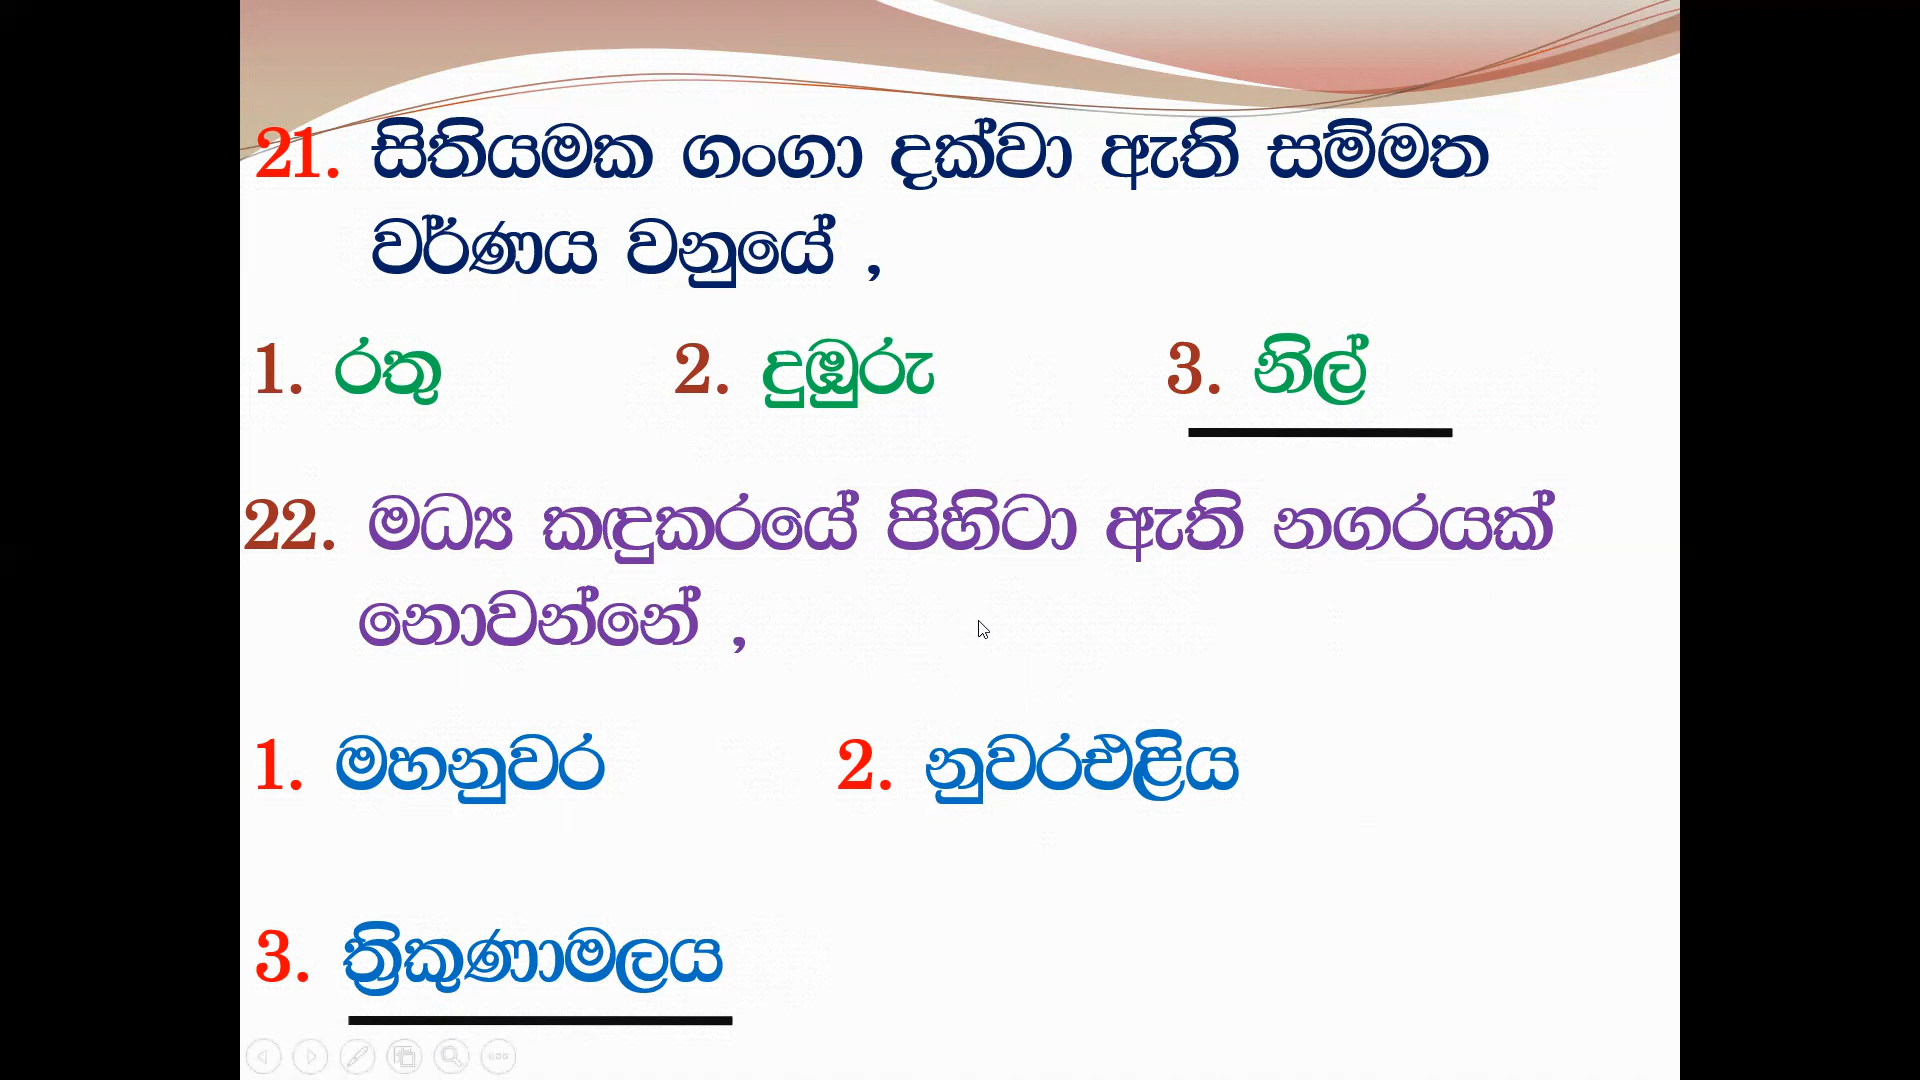 21. සිතියමක ගංගා දක්වා ඇති සම්මත
වර්ණය වනුයේ ,
1. රතු 2. දුඹුරු 3. නිල්
22. මධ්‍ය කඳුකරයේ පිහිටා ඇති නගරයක්
නොවන්නේ ,
1. මහනුවර 2. නුවරඑළිය
3. ත්‍රිකුණාමලය